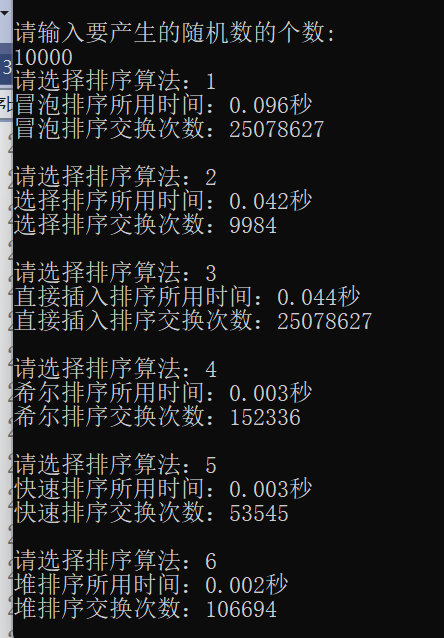 请输入要产生的随机数的个数:
10000
请选择排序算法: 1
冒泡排序所用时间: 0.096秒
冒泡排序交换次数: 25078627
请选择排序算法: 2
选择排序所用时间: 0.042秒
选择排序交换次数: 9984
请选择排序算法: 3
直接插入排序所用时间: 0.044秒
直接插入排序交换次数: 25078627
请选择排序算法: 4
希尔排序所用时间: 0.003秒
希尔排序交换次数: 152336
请选择排序算法: 5
快速排序所用时间: 0.003秒
快速排序交换次数: 53545
请选择排序算法: 6
堆排序所用时间: 0.002秒
堆排序交换次数: 106694